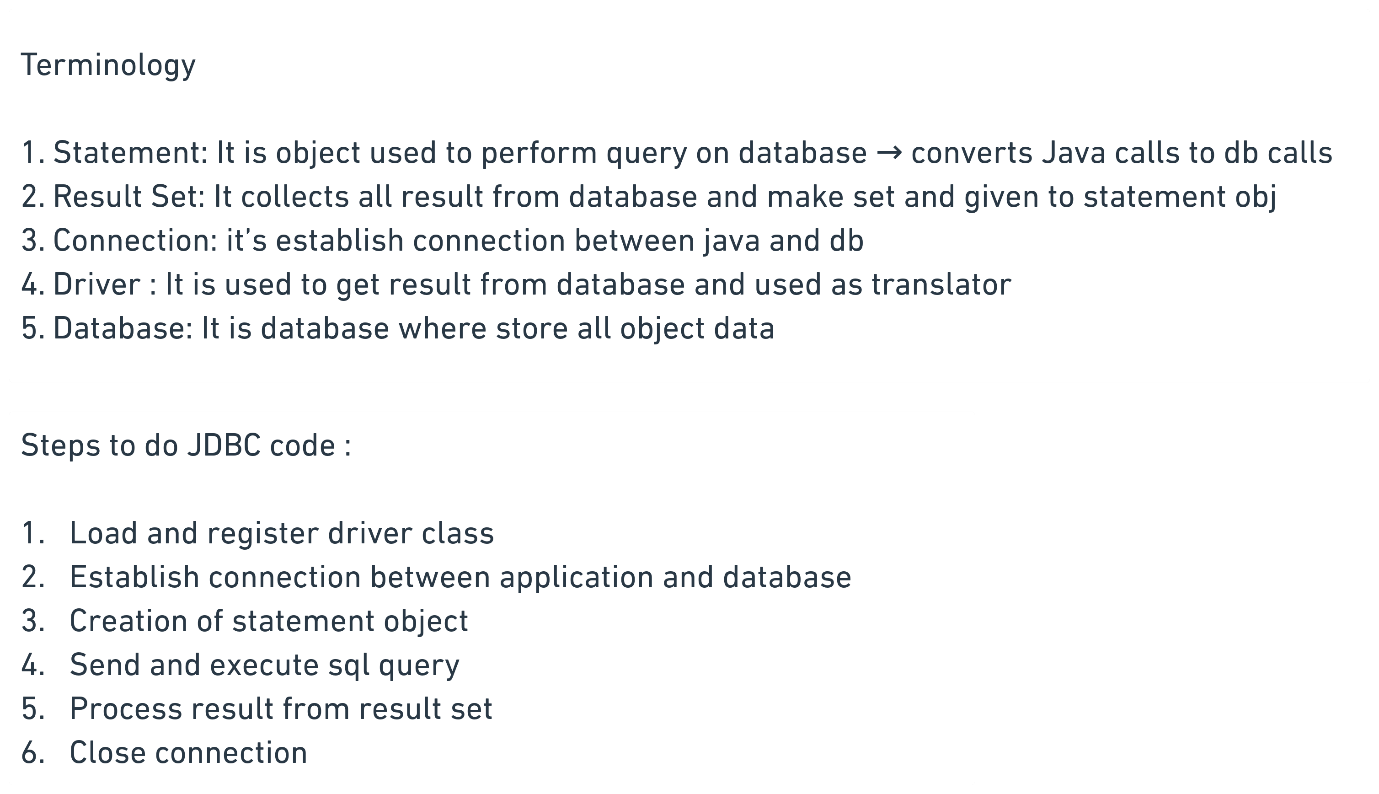 Terminology
1. Statement: It is object used to perform query on database → converts Java calls to db calls
2. Result Set: It collects all result from database and make set and given to statement obj
3. Connection: it’s establish connection between java and db
4. Driver : It is used to get result from database and used as translator
5. Database: It is database where store all object data
Steps to do JDBC code :
1. Load and register driver class
2. Establish connection between application and database
3. Creation of statement object
4. Send and execute sql query
5. Process result from result set
6. Close connection